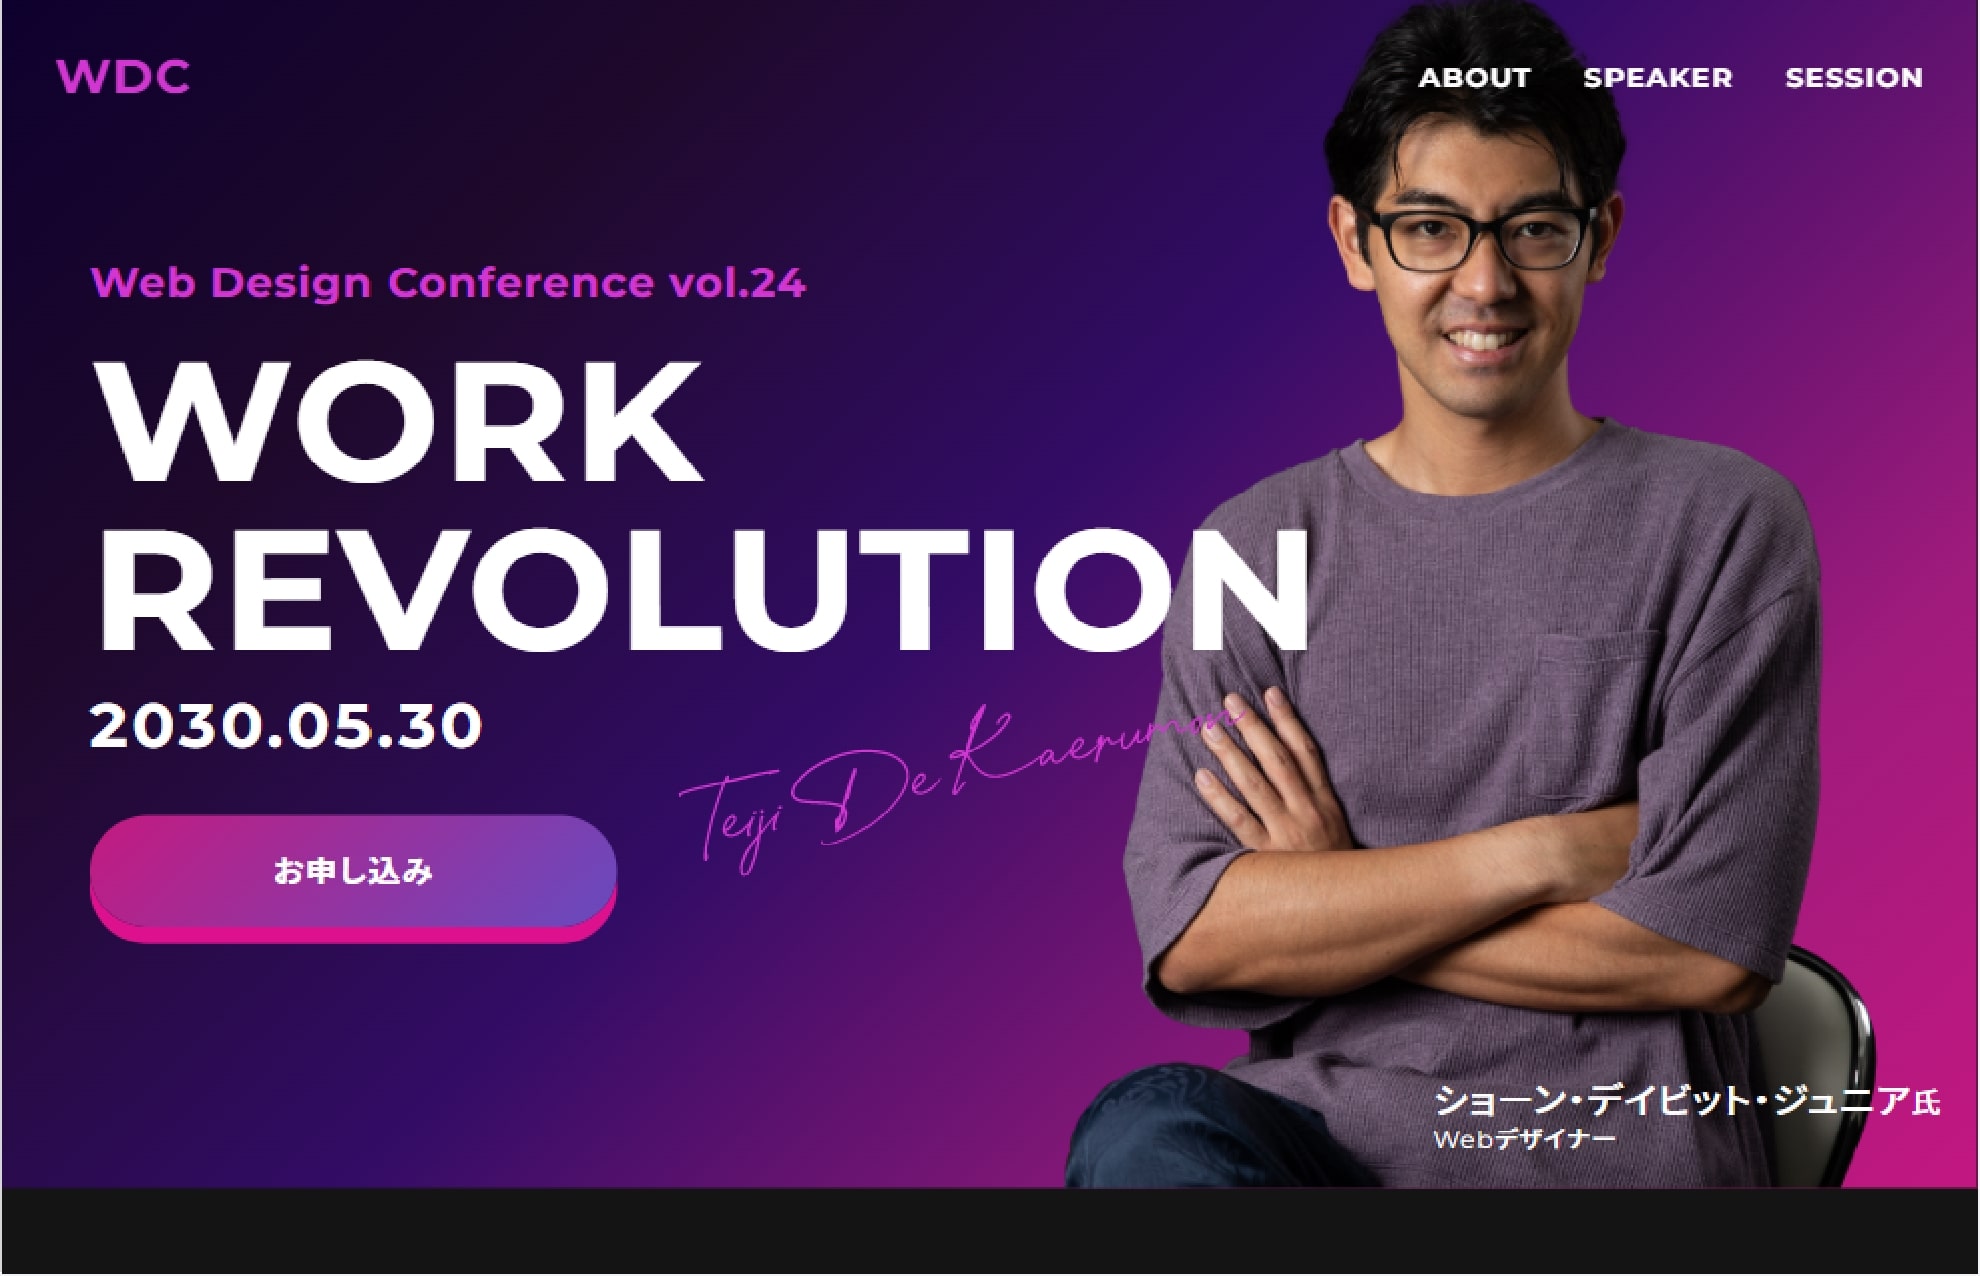 WDC
ABOUT SPEAKER SESSION
Web Design Conference vol.24
WORK
REVOLUTION
2030.05.30
Teiji De Kaerumon
お申し込み
ショーン・デイビット・ジュニア氏
Webデザイナー